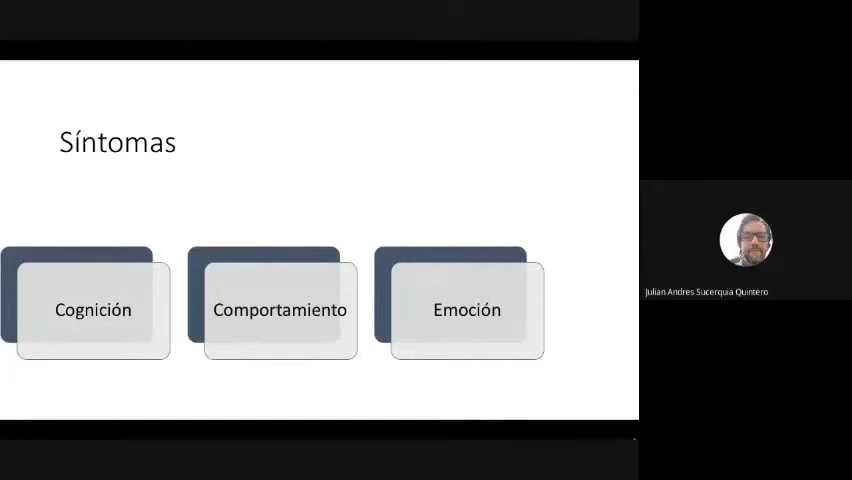 Síntomas
Cognición
Comportamiento
Emoción
Julian Andres Sucerquia Quintero